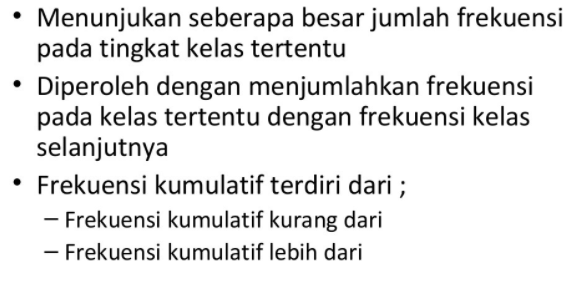 • Menunjukan seberapa besar jumlah frekuensi
pada tingkat kelas tertentu
• Diperoleh dengan menjumlahkan frekuensi
pada kelas tertentu dengan frekuensi kelas
selanjutnya
• Frekuensi kumulatif terdiri dari ;
– Frekuensi kumulatif kurang dari
– Frekuensi kumulatif lebih dari